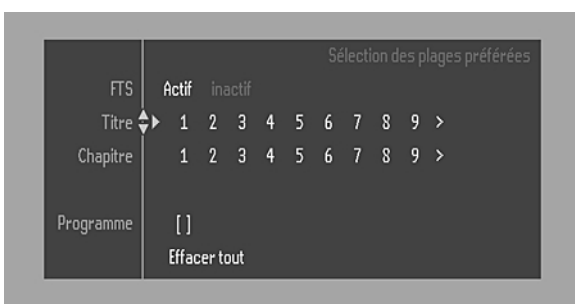 Sélection des plages préférées
FTS Actif inactif
Titre 1 2 3 4 5 6 7 8 9 >
Chapitre 1 2 3 4 5 6 7 8 9 >
Programme [ ]
Effacer tout